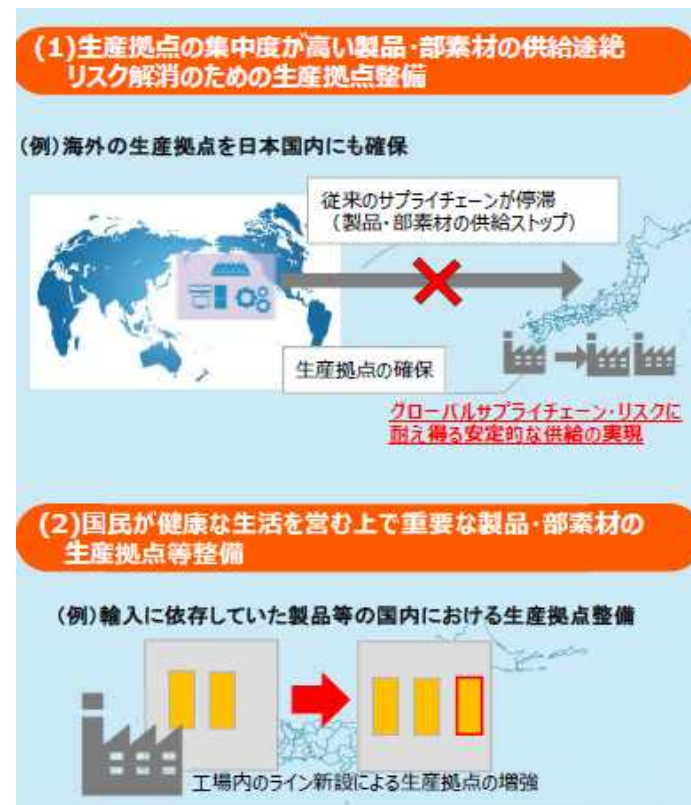 (1)生産拠点の集中度が高い製品・部素材の供給途絶
リスク解消のための生産拠点整備
(例)海外の生産拠点を日本国内にも確保
従来のサプライチェーンが停滞
(製品・部素材の供給ストップ)
生産拠点の確保
グローバルサプライチェーン・リスクに
耐え得る安定的な供給の実現
(2)国民が健康な生活を営む上で重要な製品・部素材の
生産拠点等整備
(例)輸入に依存していた製品等の国内における生産拠点整備
工場内のライン新設による生産拠点の増強